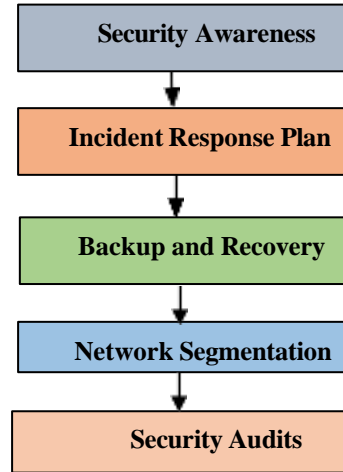 Security Awareness
Incident Response Plan
Backup and Recovery
Network Segmentation
Security Audits